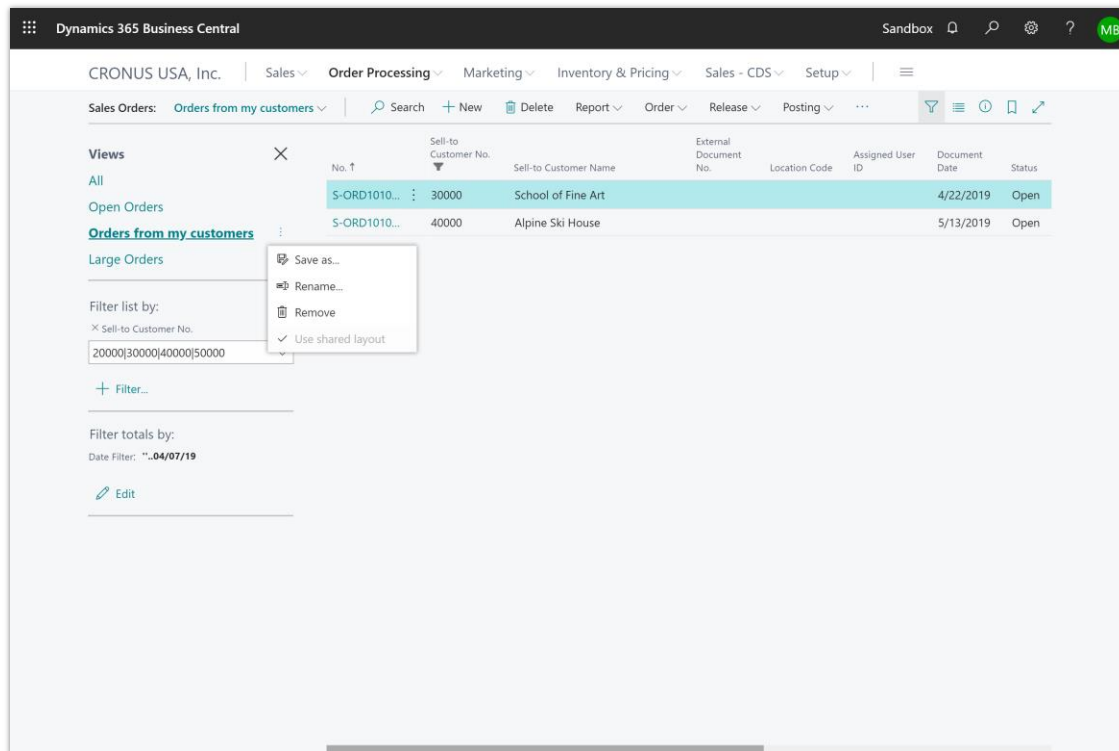 Dynamics 365 Business Central Sandbox ? MB
CRONUS USA, Inc. Sales Order Processing Marketing Inventory & Pricing Sales - CDS Setup
Sales Orders: Orders from my customers Search + New Delete Report Order Release Posting ...
Views
All
Open Orders
Orders from my customers
Large Orders
Save as...
Rename...
Remove
Use shared layout
Filter list by:
× Sell-to Customer No.
20000|30000|40000|50000
+ Filter...
Filter totals by:
Date Filter: ''..04/07/19
Edit
No. ↑ Sell-to Customer No. Sell-to Customer Name External Document No. Location Code Assigned User ID Document Date Status
S-ORD1010... 30000 School of Fine Art 4/22/2019 Open
S-ORD1010... 40000 Alpine Ski House 5/13/2019 Open